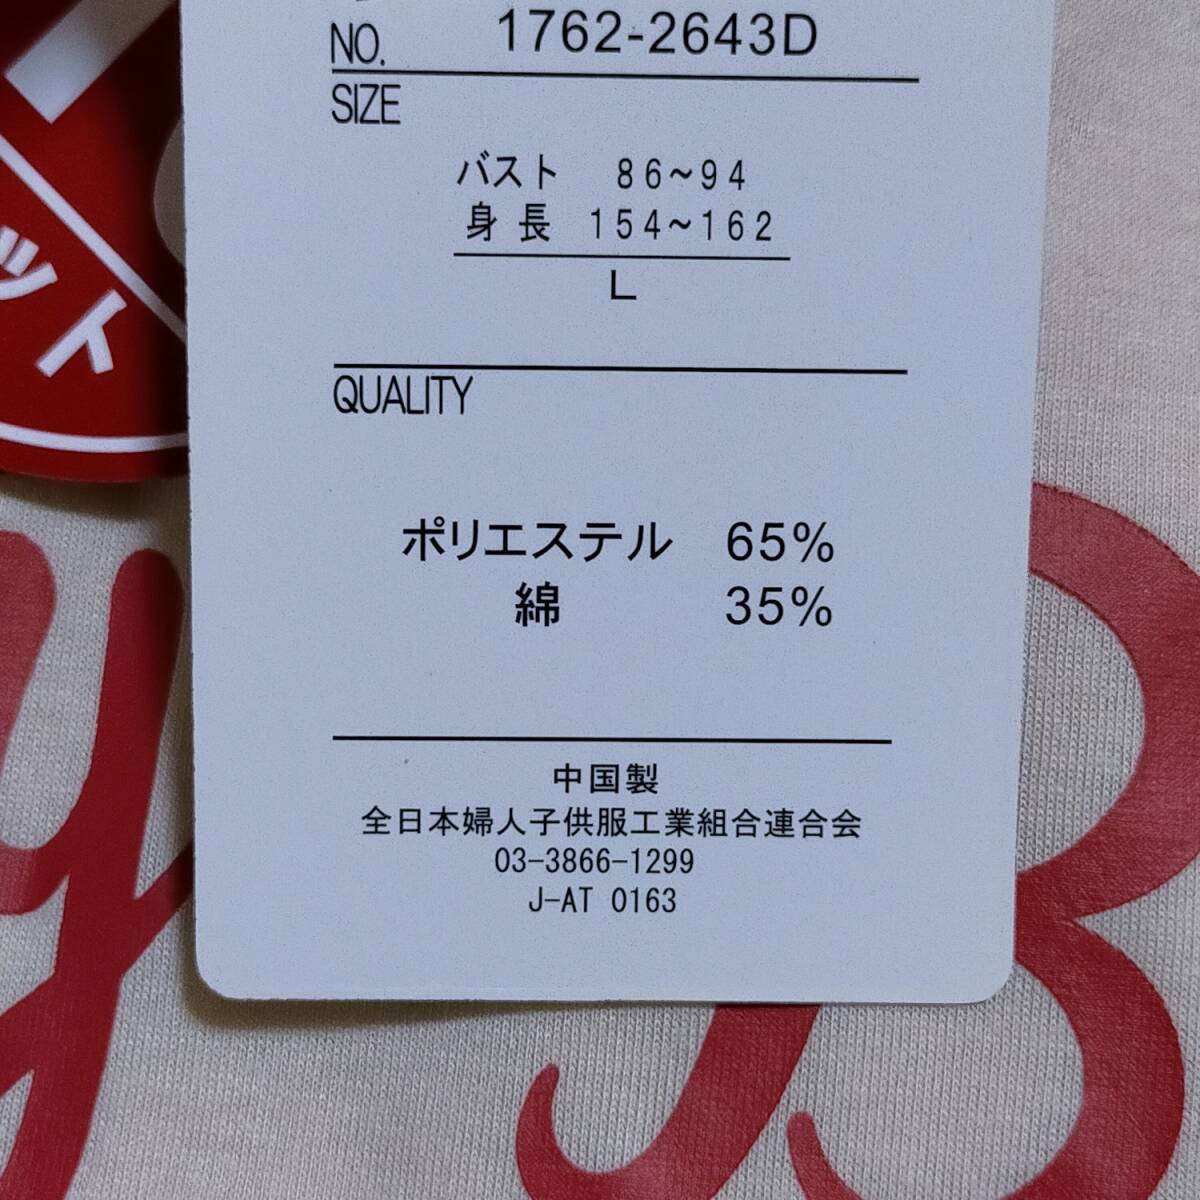 NO. 1762-2643D
SIZE
バスト 86~94
身長 154~162
L
QUALITY
ポリエステル 65%
綿 35%
中国製
全日本婦人子供服工業組合連合会
03-3866-1299
J-AT 0163
ット